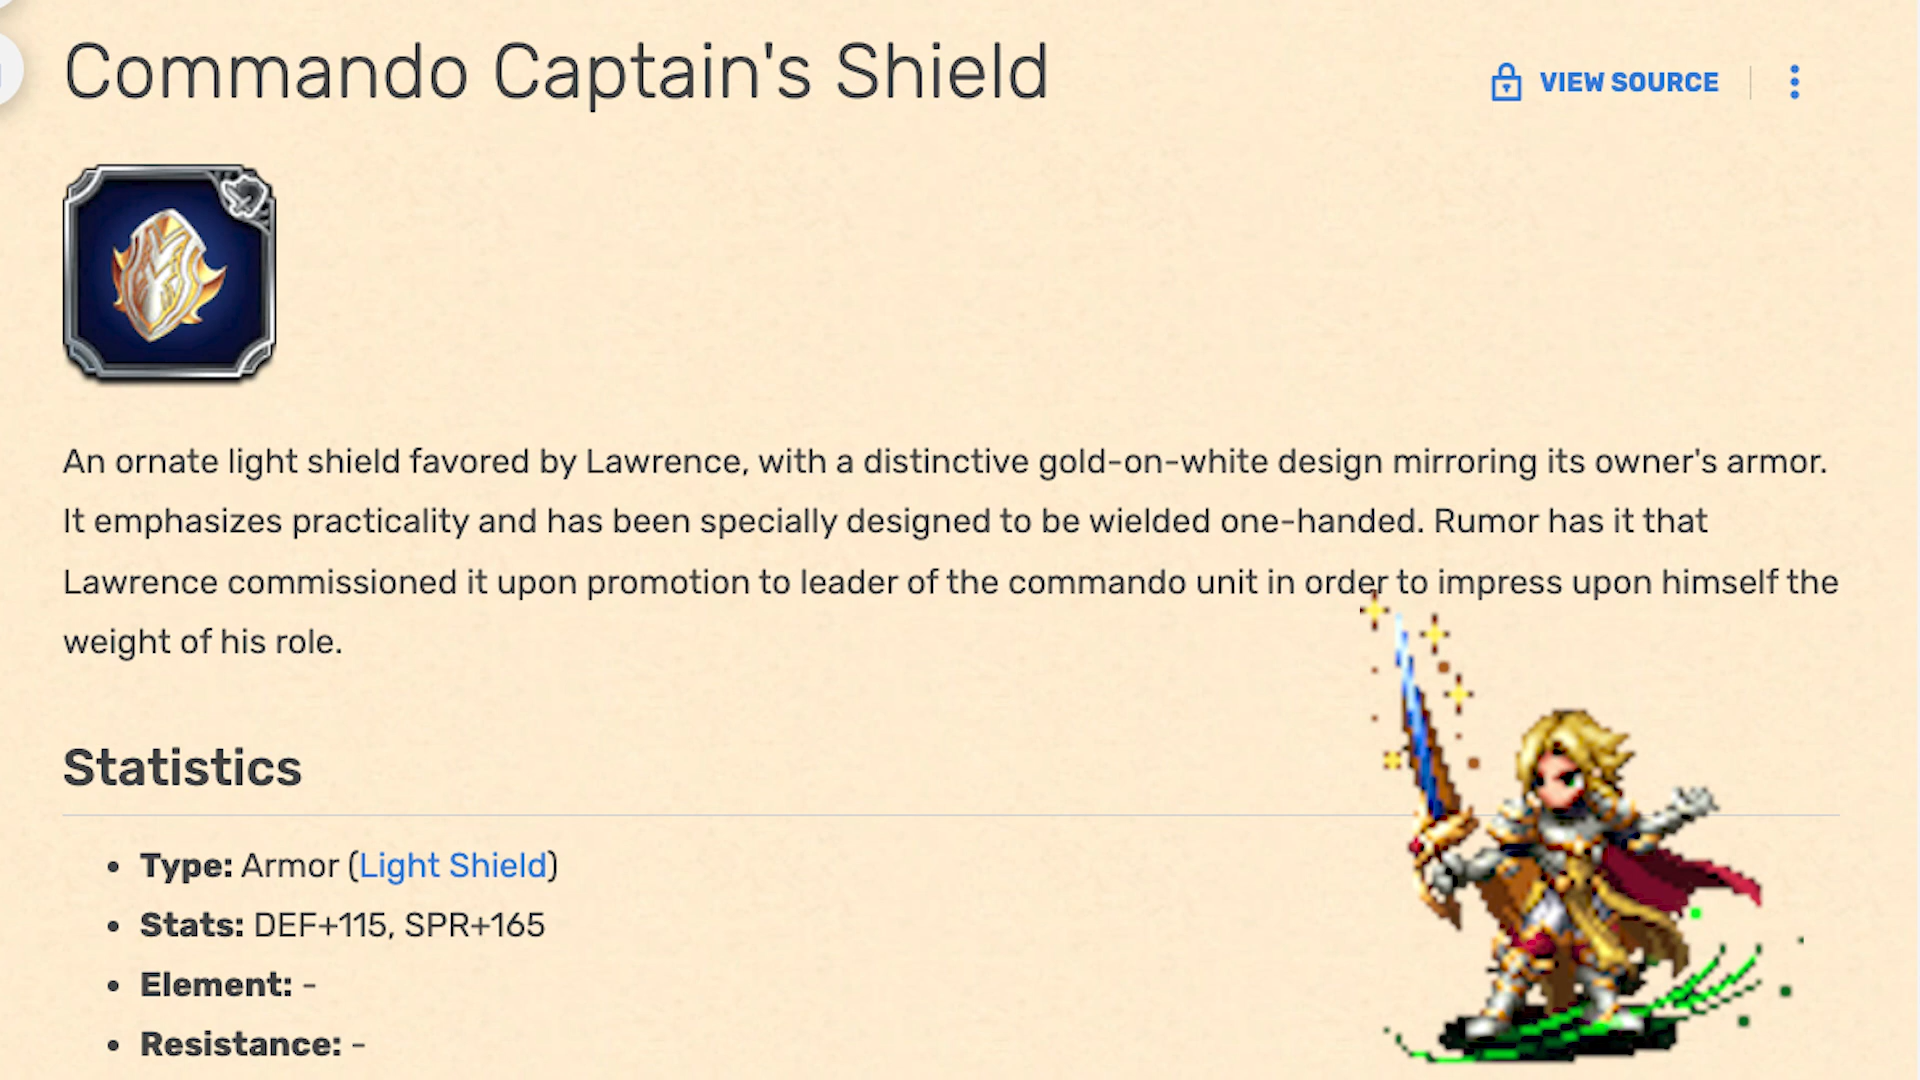 Commando Captain's Shield
VIEW SOURCE
An ornate light shield favored by Lawrence, with a distinctive gold-on-white design mirroring its owner's armor.
It emphasizes practicality and has been specially designed to be wielded one-handed. Rumor has it that
Lawrence commissioned it upon promotion to leader of the commando unit in order to impress upon himself the
weight of his role.
Statistics
• Type: Armor (Light Shield)
• Stats: DEF+115, SPR+165
• Element: -
• Resistance: -